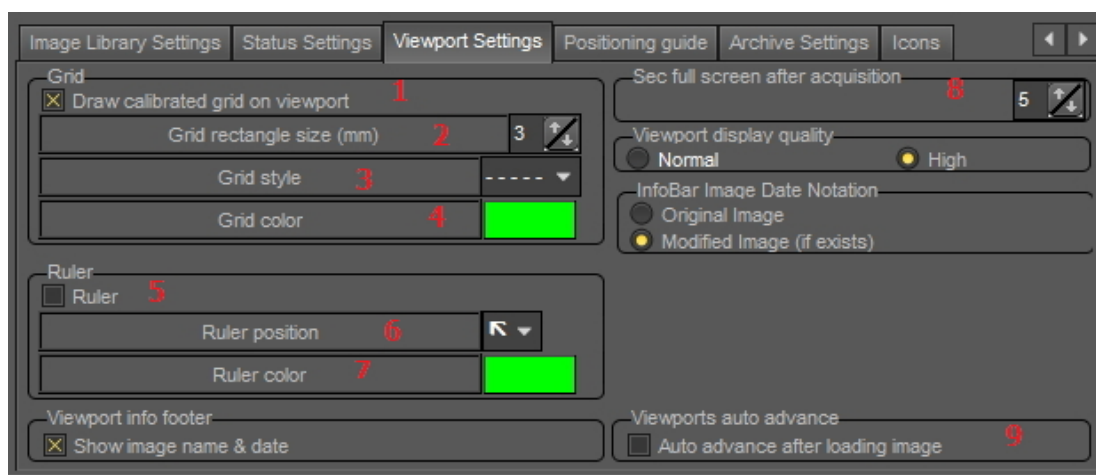 Image Library Settings Status Settings Viewport Settings Positioning guide Archive Settings Icons
Grid
Draw calibrated grid on viewport 1
Grid rectangle size (mm) 2 3
Grid style 3 -----
Grid color 4
Ruler
Ruler 5
Ruler position 6
Ruler color 7
Viewport info footer
Show image name & date
Sec full screen after acquisition 8
5
Viewport display quality
Normal High
InfoBar Image Date Notation
Original Image
Modified Image (if exists)
Viewports auto advance
Auto advance after loading image 9